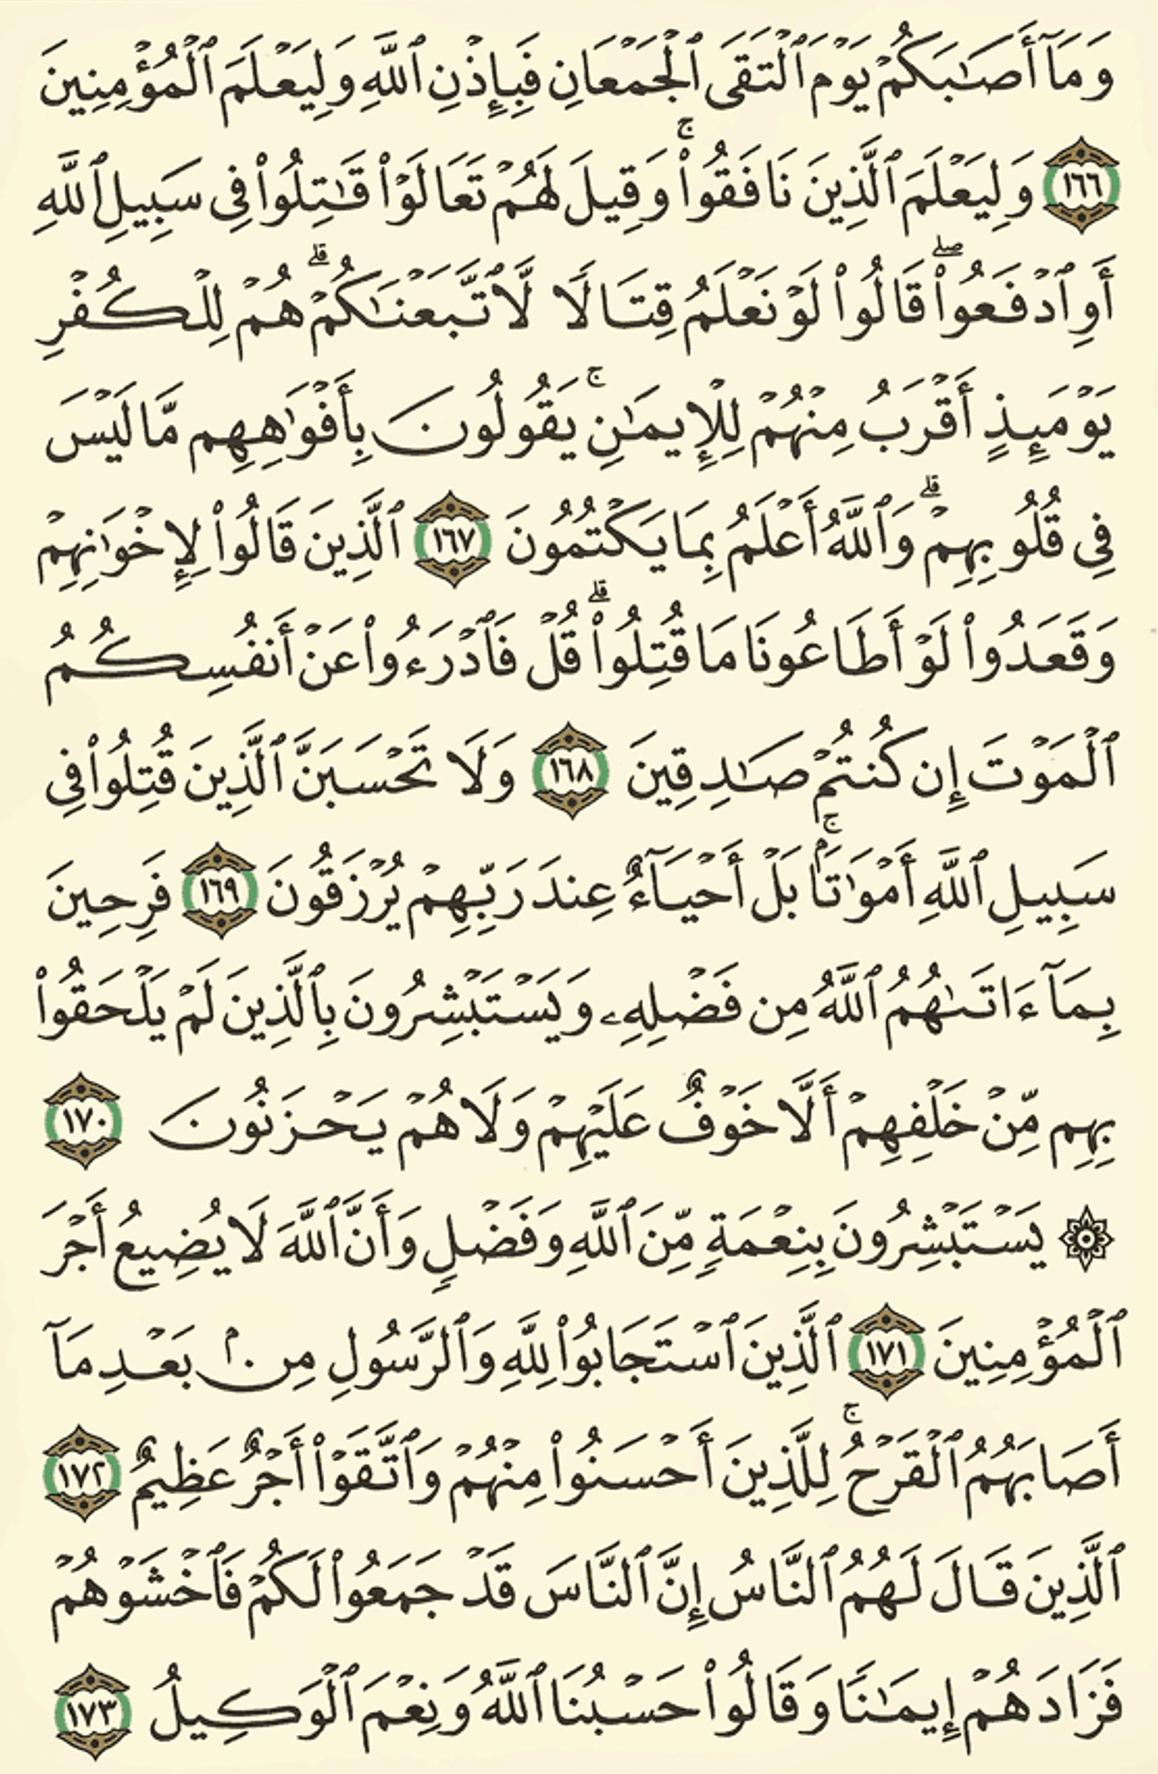 وَمَآ أَصَٰبَكُمْ يَوْمَ ٱلْتَقَى ٱلْجَمْعَانِ فَبِإِذْنِ ٱللَّهِ وَلِيَعْلَمَ ٱلْمُؤْمِنِينَ
١٦٦ وَلِيَعْلَمَ ٱلَّذِينَ نَافَقُوا۟ ۚ وَقِيلَ لَهُمْ تَعَالَوْا۟ قَٰتِلُوا۟ فِى سَبِيلِ ٱللَّهِ
أَوِ ٱدْفَعُوا۟ ۖ قَالُوا۟ لَوْ نَعْلَمُ قِتَالًا لَّٱتَّبَعْنَٰكُمْ ۗ هُمْ لِلْكُفْرِ
يَوْمَئِذٍ أَقْرَبُ مِنْهُمْ لِلْإِيمَٰنِ ۚ يَقُولُونَ بِأَفْوَٰهِهِم مَّا لَيْسَ
فِى قُلُوبِهِمْ ۗ وَٱللَّهُ أَعْلَمُ بِمَا يَكْتُمُونَ ١٦٧ ٱلَّذِينَ قَالُوا۟ لِإِخْوَٰنِهِمْ
وَقَعَدُوا۟ لَوْ أَطَاعُونَا مَا قُتِلُوا۟ ۗ قُلْ فَٱدْرَءُوا۟ عَنْ أَنفُسِكُمُ
ٱلْمَوْتَ إِن كُنتُمْ صَٰدِقِينَ ١٦٨ وَلَا تَحْسَبَنَّ ٱلَّذِينَ قُتِلُوا۟ فِى
سَبِيلِ ٱللَّهِ أَمْوَٰتًۢا ۚ بَلْ أَحْيَآءٌ عِندَ رَبِّهِمْ يُرْزَقُونَ ١٦٩ فَرِحِينَ
بِمَآ ءَاتَىٰهُمُ ٱللَّهُ مِن فَضْلِهِۦ وَيَسْتَبْشِرُونَ بِٱلَّذِينَ لَمْ يَلْحَقُوا۟
بِهِم مِّنْ خَلْفِهِمْ أَلَّا خَوْفٌ عَلَيْهِمْ وَلَا هُمْ يَحْزَنُونَ ١٧٠
۞ يَسْتَبْشِرُونَ بِنِعْمَةٍ مِّنَ ٱللَّهِ وَفَضْلٍ وَأَنَّ ٱللَّهَ لَا يُضِيعُ أَجْرَ
ٱلْمُؤْمِنِينَ ١٧١ ٱلَّذِينَ ٱسْتَجَابُوا۟ لِلَّهِ وَٱلرَّسُولِ مِنۢ بَعْدِ مَآ
أَصَابَهُمُ ٱلْقَرْحُ ۚ لِلَّذِينَ أَحْسَنُوا۟ مِنْهُمْ وَٱتَّقَوْا۟ أَجْرٌ عَظِيمٌ ١٧٢
ٱلَّذِينَ قَالَ لَهُمُ ٱلنَّاسُ إِنَّ ٱلنَّاسَ قَدْ جَمَعُوا۟ لَكُمْ فَٱخْشَوْهُمْ
فَزَادَهُمْ إِيمَٰنًا وَقَالُوا۟ حَسْبُنَا ٱللَّهُ وَنِعْمَ ٱلْوَكِيلُ ١٧٣